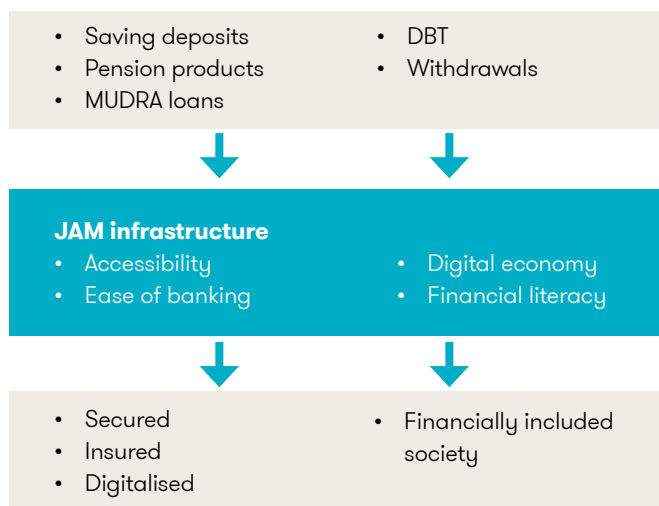 • Saving deposits
• Pension products
• MUDRA loans
• DBT
• Withdrawals
JAM infrastructure
• Accessibility
• Ease of banking
• Digital economy
• Financial literacy
• Secured
• Insured
• Digitalised
• Financially included
society